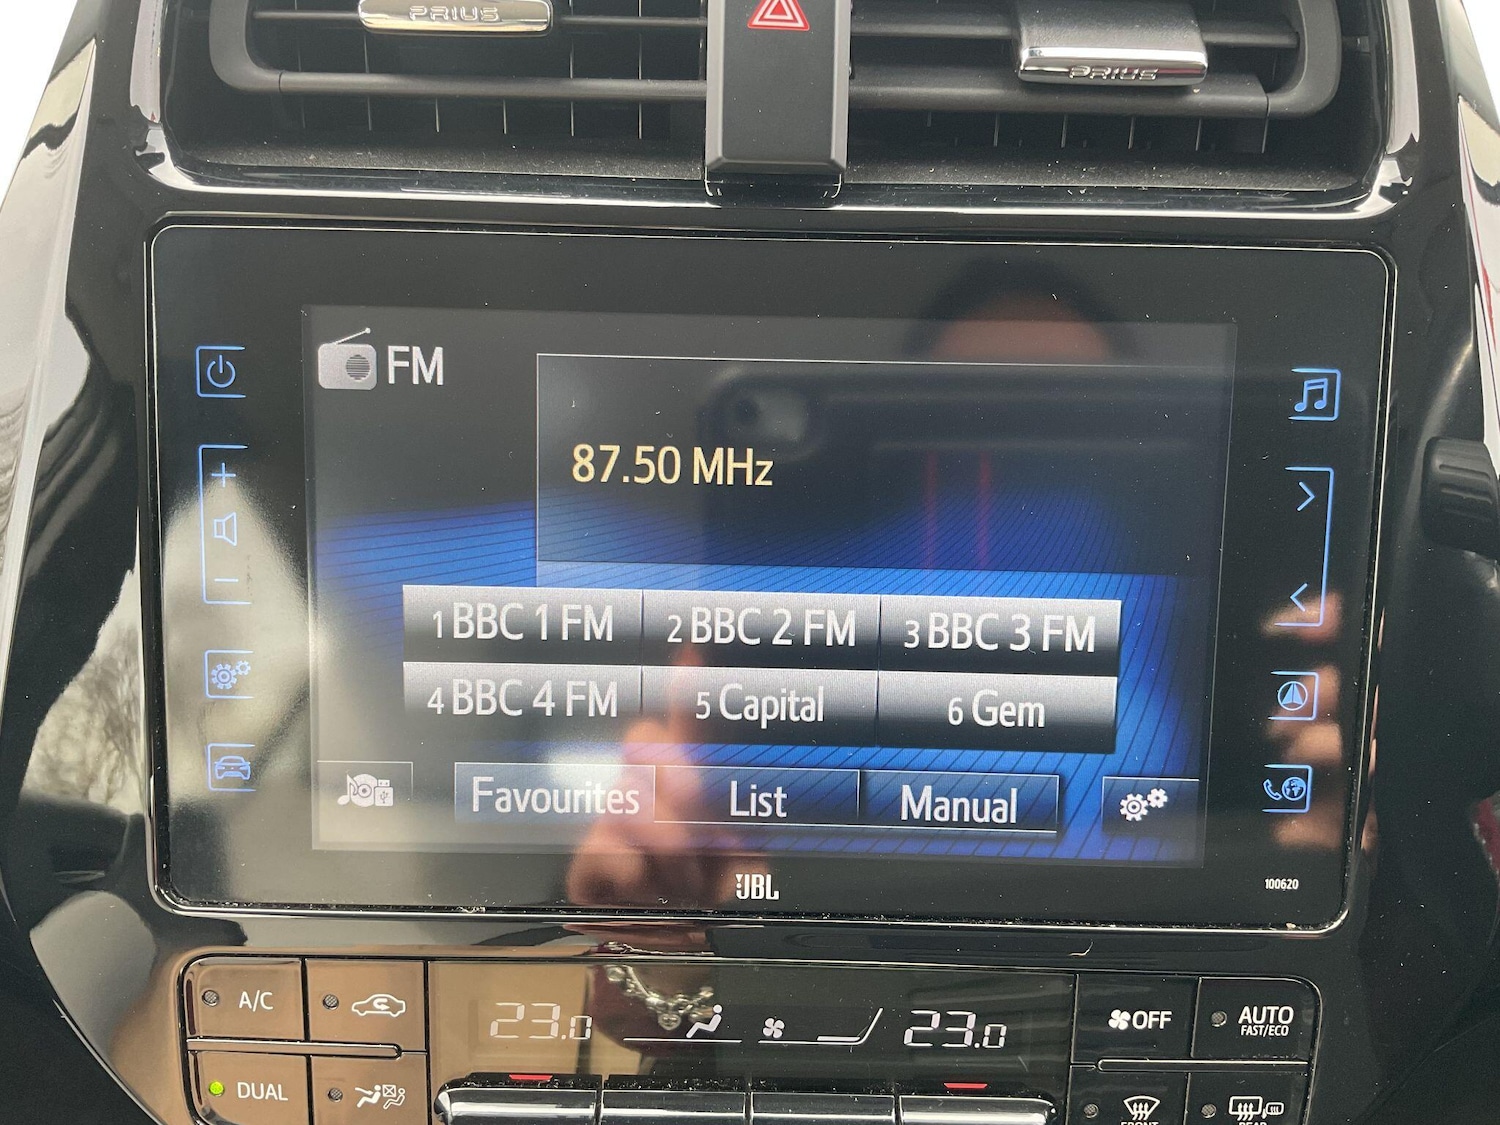 PRIUS
PRIUS
FM
87.50 MHz
1 BBC 1 FM
2 BBC 2 FM
3 BBC 3 FM
4 BBC 4 FM
5 Capital
6 Gem
Favourites
List
Manual
JBL
100620
A/C
23.0
23.0
OFF
AUTO
FAST/ECO
DUAL
FRONT
REAR